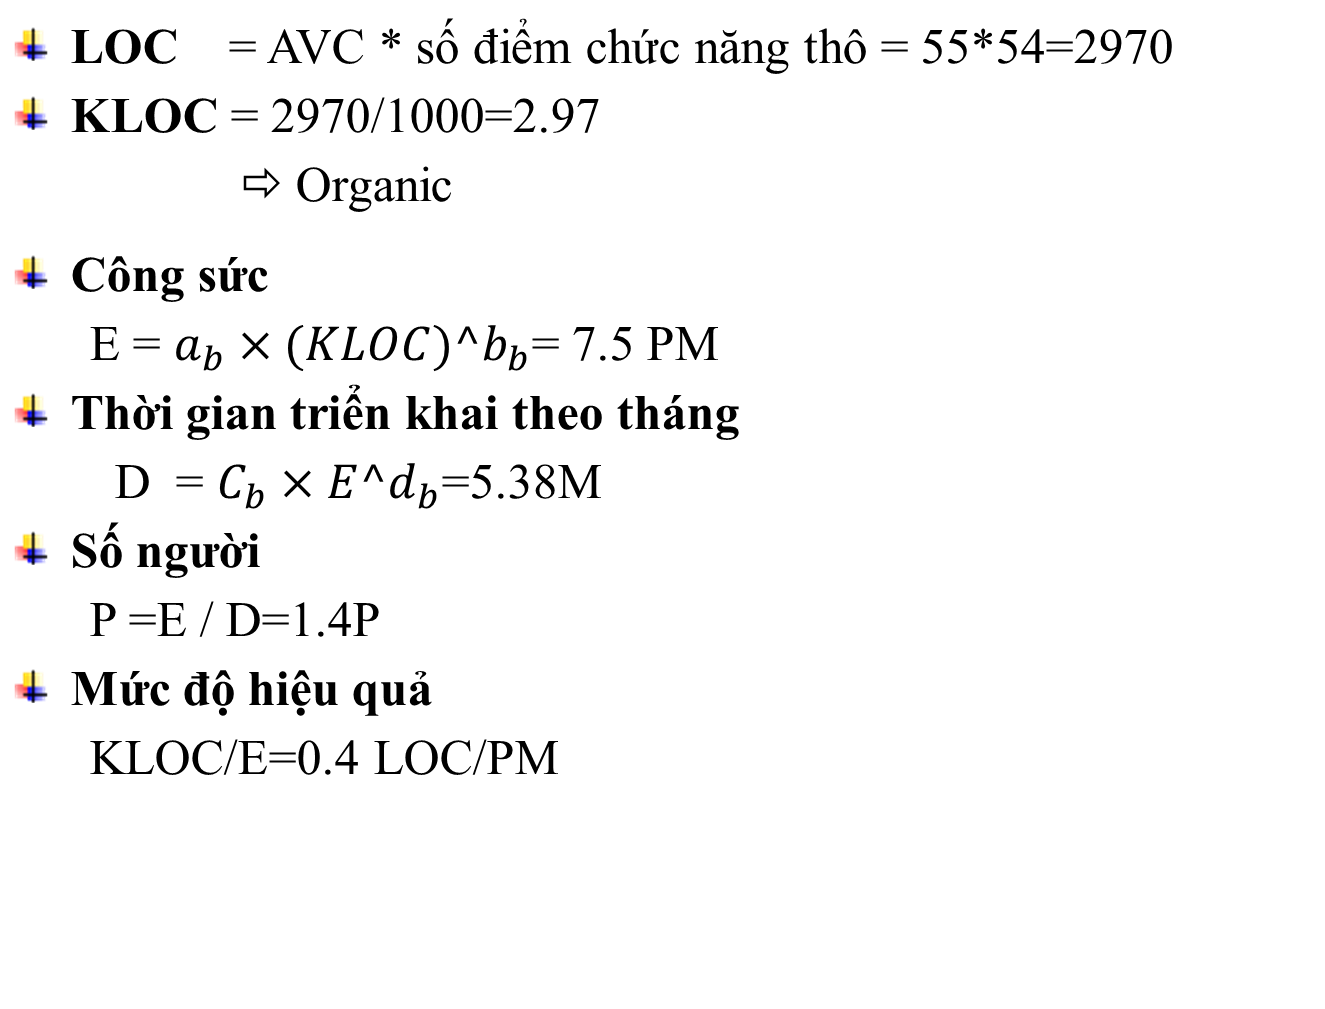 LOC = AVC * số điểm chức năng thô = 55*54=2970
KLOC = 2970/1000=2.97
⇨ Organic
Công sức
E = 𝑎_𝑏 × (𝐾𝐿𝑂𝐶)^𝑏_𝑏= 7.5 PM
Thời gian triển khai theo tháng
D = 𝐶_𝑏 × 𝐸^𝑑_𝑏=5.38M
Số người
P =E / D=1.4P
Mức độ hiệu quả
KLOC/E=0.4 LOC/PM